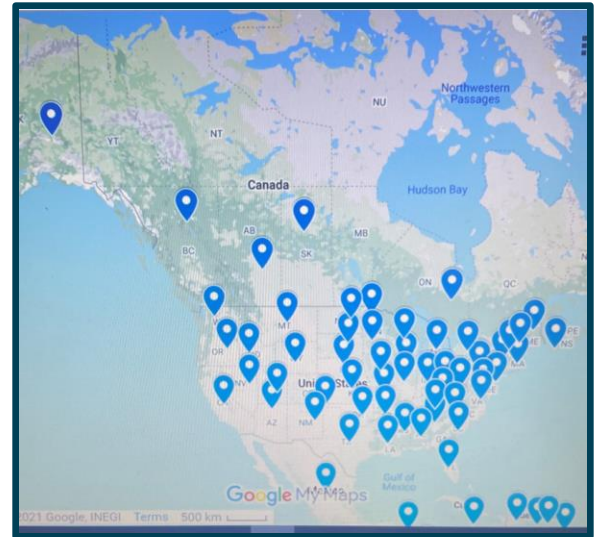 Northwestern
Passages
NU
NT
YT
Canada
Hudson Bay
AB
MB
BC
SK
ON
QC
MT
PE
ME
NS
OR
MA
NV
United States
VA
AZ
NM
LA
Gulf of
Mexico
Google My Maps
2021 Google, INEGI Terms 500 km